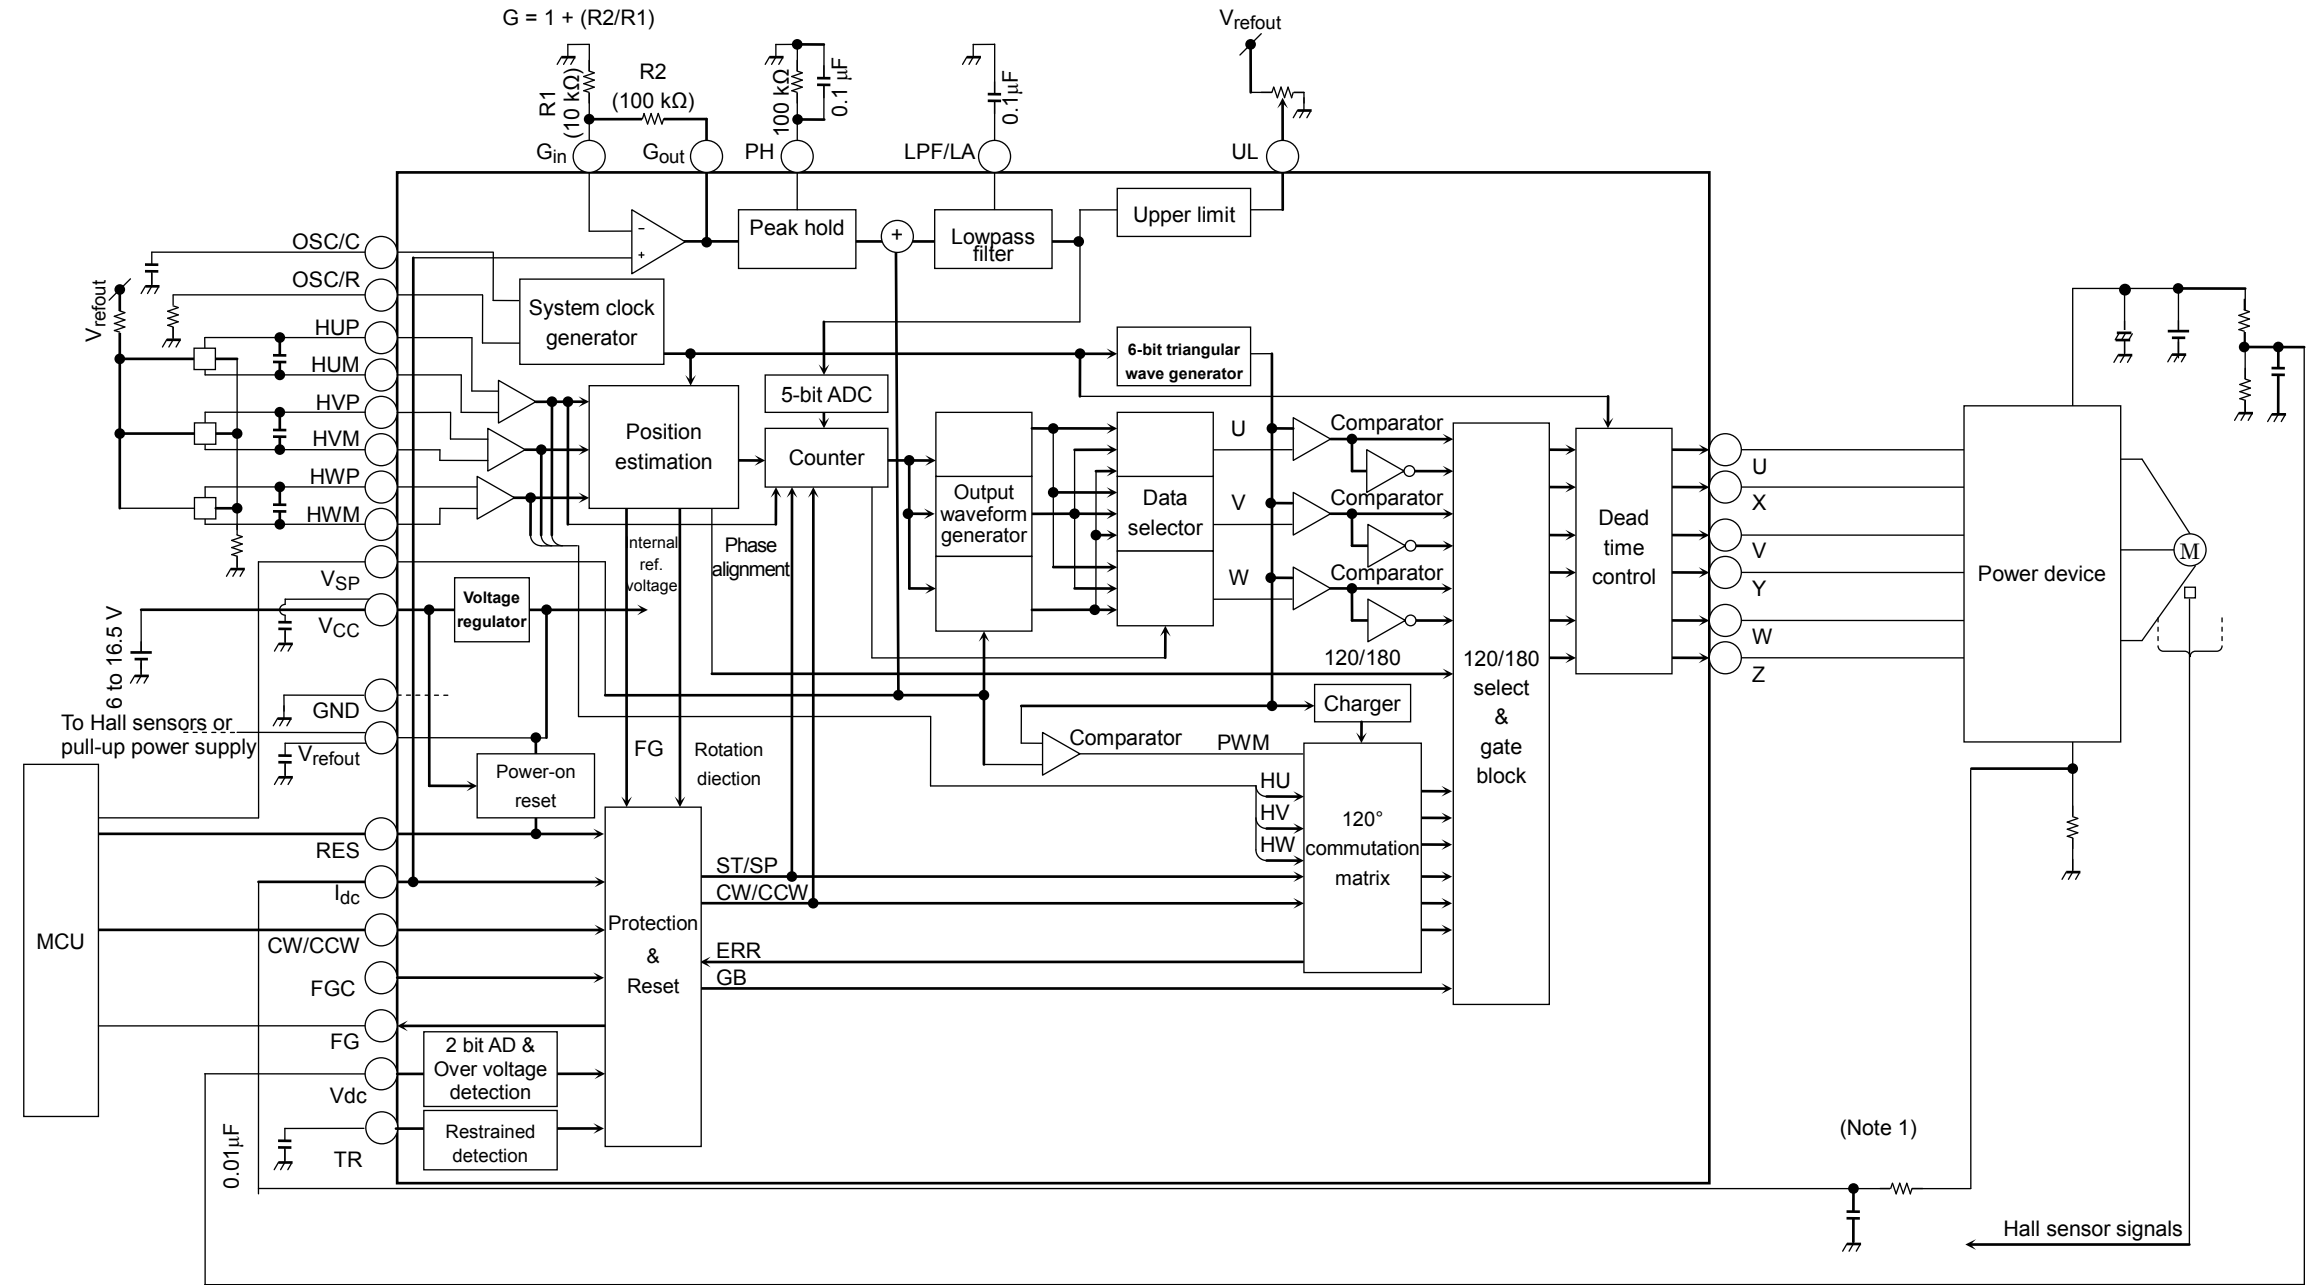 G = 1 + (R2/R1)
Vrefout
R1
(10 kΩ)
R2
(100 kΩ)
100 kΩ
0.1 μF
0.1μF
Gin
Gout
PH
LPF/LA
UL
Peak hold
+
Lowpass
filter
Upper limit
−
+
OSC/C
OSC/R
Vrefout
HUP
HUM
HVP
HVM
HWP
HWM
VSP
VCC
6 to 16.5 V
GND
To Hall sensors or
pull-up power supply
Vrefout
System clock
generator
6-bit triangular
wave generator
5-bit ADC
Position
estimation
Counter
Output
waveform
generator
Data
selector
U
V
W
Comparator
Comparator
Comparator
120/180
120/180
select
&
gate
block
Dead
time
control
U
X
V
Y
W
Z
Power device
M
Internal
ref.
voltage
Phase
alignment
Voltage
regulator
Power-on
reset
FG
Rotation
diection
Charger
Comparator
PWM
HU
HV
HW
120°
commutation
matrix
MCU
RES
Idc
CW/CCW
FGC
FG
Vdc
TR
0.01μF
Protection
&
Reset
ST/SP
CW/CCW
ERR
GB
2 bit AD &
Over voltage
detection
Restrained
detection
(Note 1)
Hall sensor signals